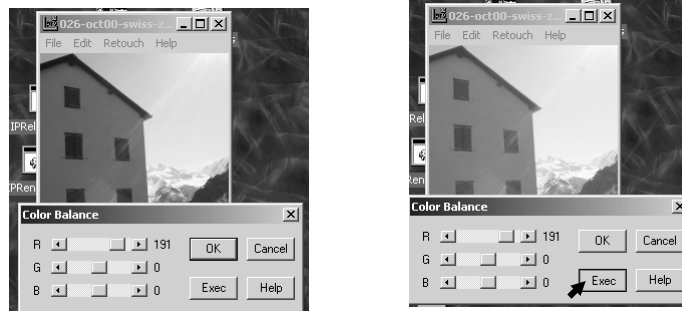 026-oct00-swiss-z...
File Edit Retouch Help
IPRel
IPRen
Color Balance
R 191 OK Cancel
G 0
B 0 Exec Help
026-oct00-swiss-z...
File Edit Retouch Help
Rel
Ren
Color Balance
R 191 OK Cancel
G 0
B 0 Exec Help